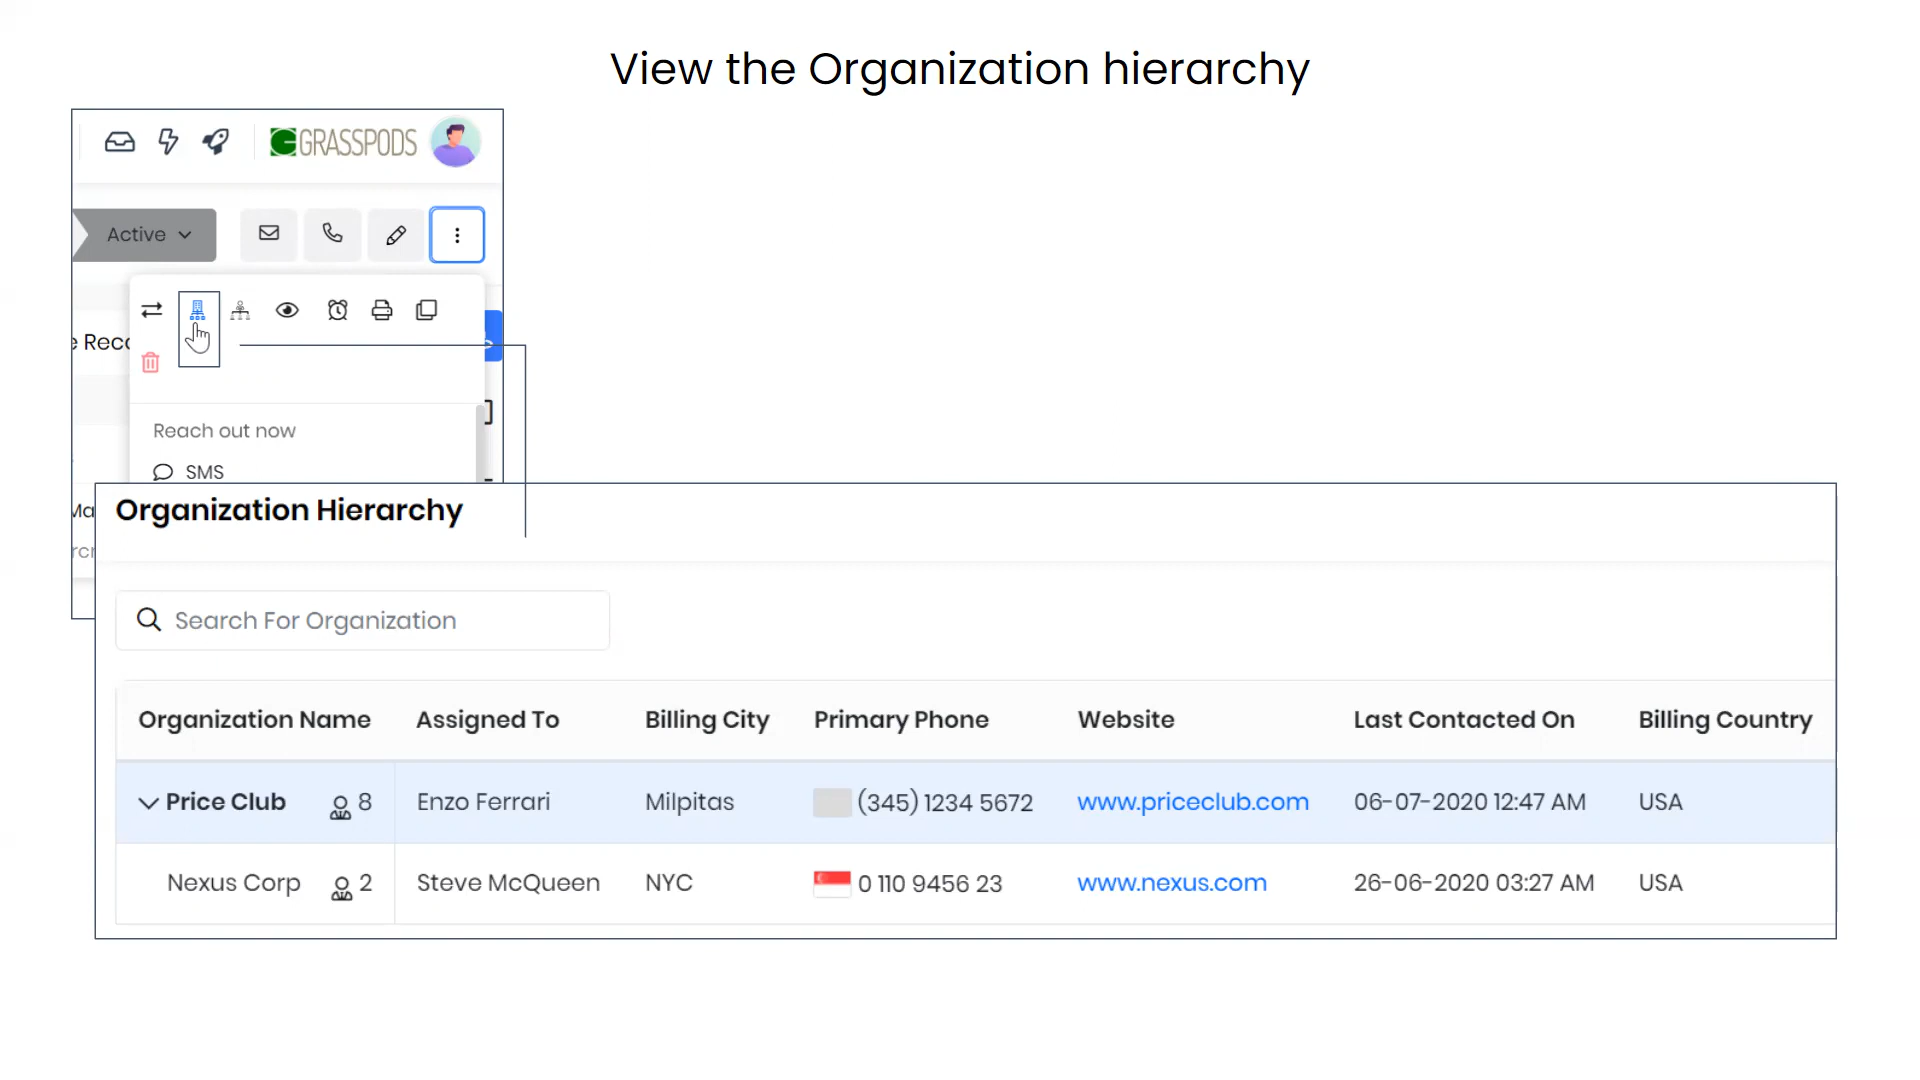 View the Organization hierarchy
GRASSPODS
Active
e Reco
Reach out now
SMS
Ma
rcr
Organization Hierarchy
Search For Organization
Organization Name Assigned To Billing City Primary Phone Website Last Contacted On Billing Country
Price Club 8 Enzo Ferrari Milpitas (345) 1234 5672 www.priceclub.com 06-07-2020 12:47 AM USA
Nexus Corp 2 Steve McQueen NYC 0 110 9456 23 www.nexus.com 26-06-2020 03:27 AM USA